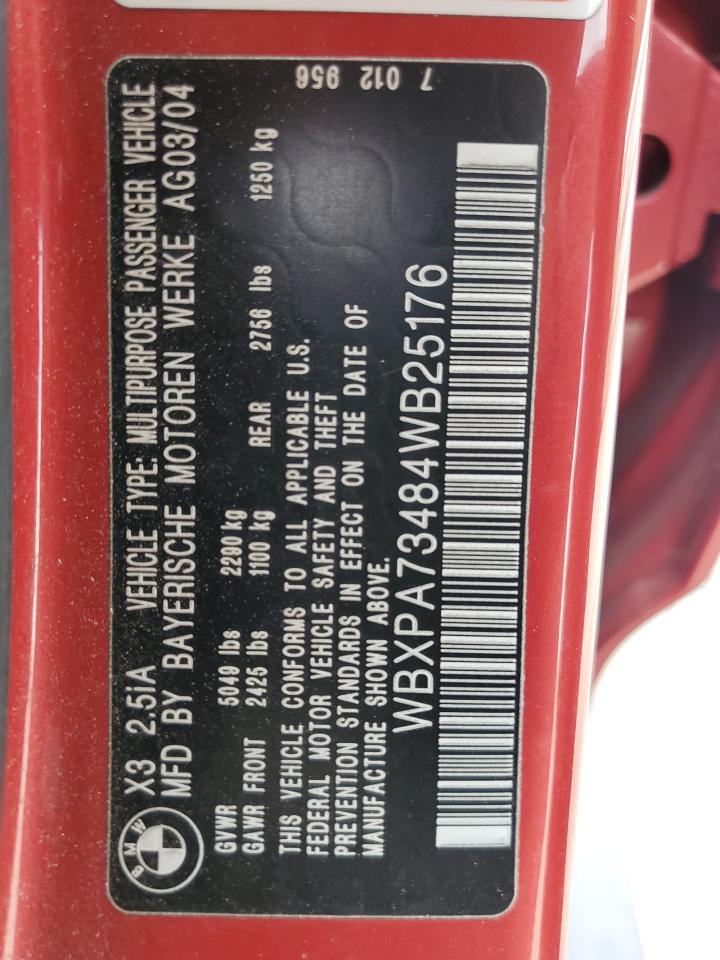 BMW
X3 2.5iA VEHICLE TYPE: MULTIPURPOSE PASSENGER VEHICLE
MFD BY BAYERISCHE MOTOREN WERKE AG03/04
GVWR 5049 lbs 2290 kg
GAWR FRONT 2425 lbs 1100 kg REAR 2756 lbs 1250 kg
THIS VEHICLE CONFORMS TO ALL APPLICABLE U.S.
FEDERAL MOTOR VEHICLE SAFETY AND THEFT
PREVENTION STANDARDS IN EFFECT ON THE DATE OF
MANUFACTURE SHOWN ABOVE.
WBXPA73484WB25176
7 012 956